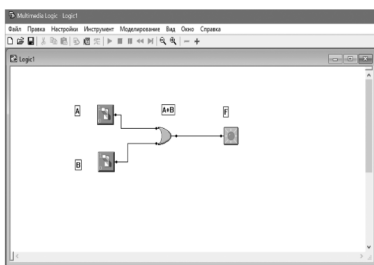 Multimedia Logic - Logic1
Файл Правка Настройки Инструмент Моделирование Вид Окно Справка
Logic1
A
A+B
F
B